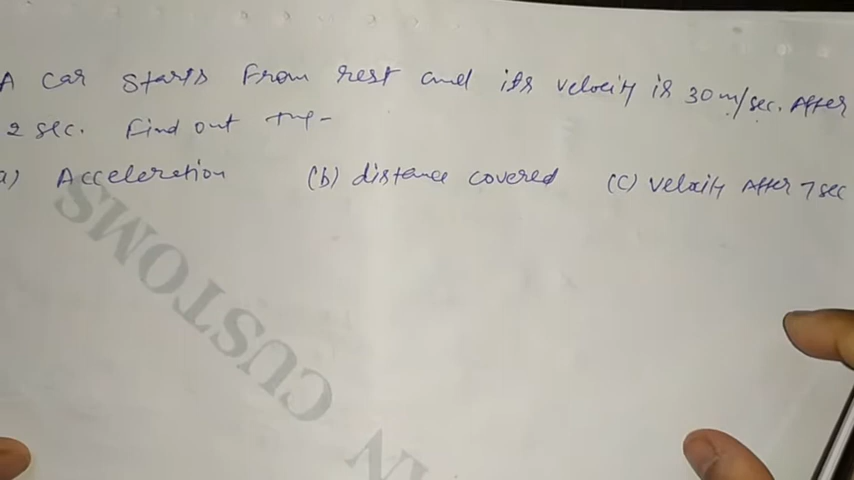 A car starts From rest and its velocity is 30 m/sec. After
2 sec. Find out the-
a) Acceleration (b) distance covered (c) velocity After 7 sec
CUSTOMS
AN